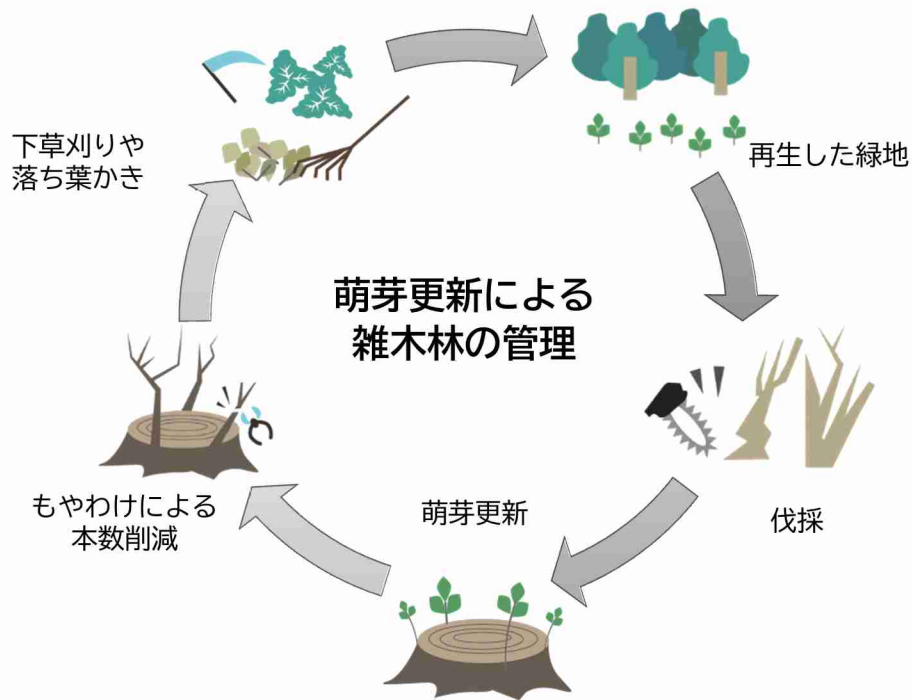 萌芽更新による
雑木林の管理
再生した緑地
伐採
萌芽更新
もやわけによる
本数削減
下草刈りや
落ち葉かき